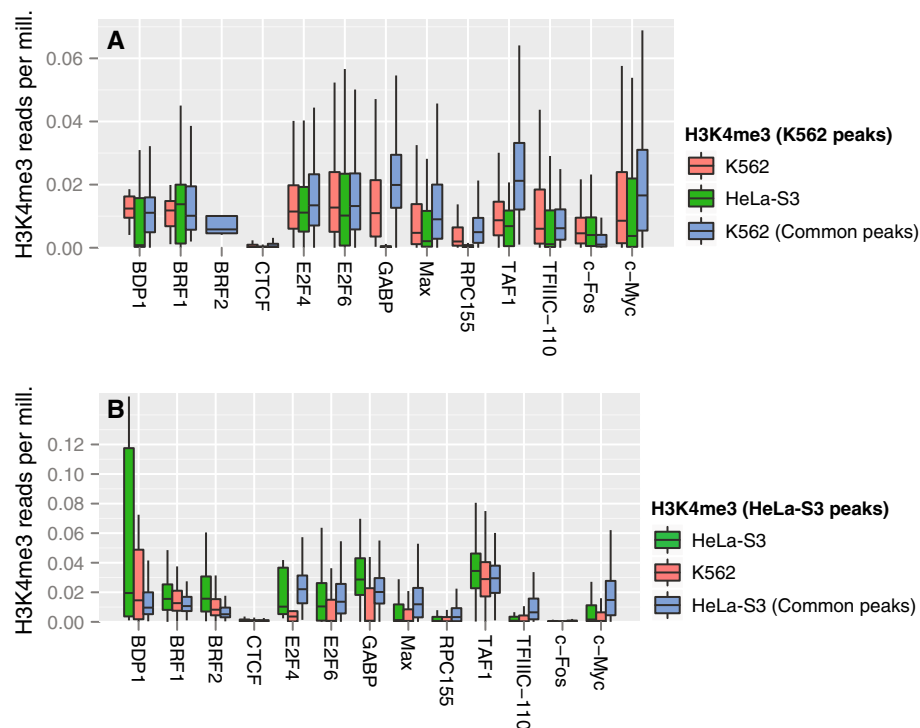 A
H3K4me3 reads per mill.
0.06
0.04
0.02
0.00
BDP1
BRF1
BRF2
CTCF
E2F4
E2F6
GABP
Max
RPC155
TAF1
TFIIIC−110
c−Fos
c−Myc
H3K4me3 (K562 peaks)
K562
HeLa-S3
K562 (Common peaks)
B
H3K4me3 reads per mill.
0.12
0.10
0.08
0.06
0.04
0.02
0.00
BDP1
BRF1
BRF2
CTCF
E2F4
E2F6
GABP
Max
RPC155
TAF1
TFIIIC−110
c−Fos
c−Myc
H3K4me3 (HeLa-S3 peaks)
HeLa-S3
K562
HeLa-S3 (Common peaks)